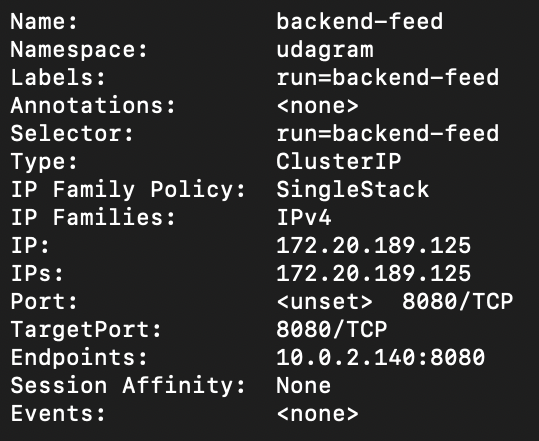 Name:              backend-feed
Namespace:         udagram
Labels:            run=backend-feed
Annotations:       <none>
Selector:          run=backend-feed
Type:              ClusterIP
IP Family Policy:  SingleStack
IP Families:       IPv4
IP:                172.20.189.125
IPs:               172.20.189.125
Port:              <unset>  8080/TCP
TargetPort:        8080/TCP
Endpoints:         10.0.2.140:8080
Session Affinity:  None
Events:            <none>